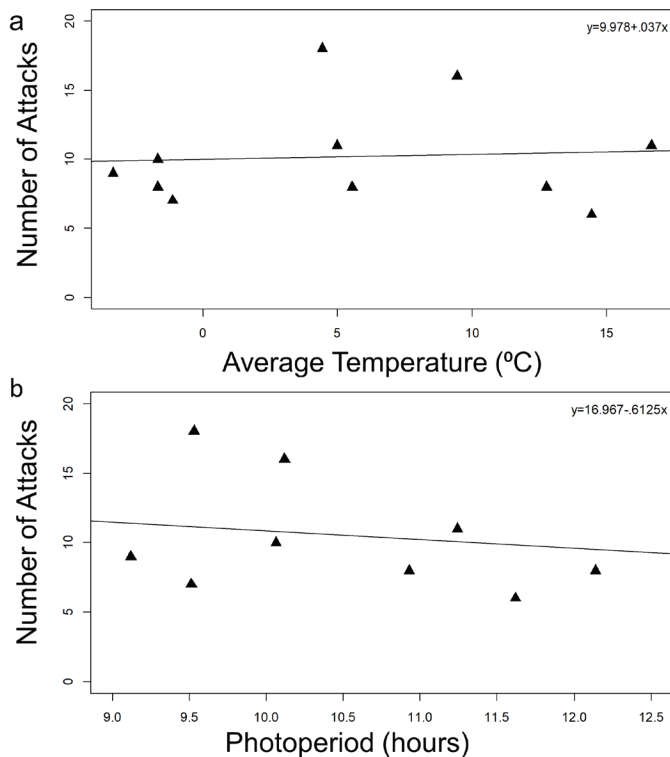 a
y=9.978+.037x
Number of Attacks
20
15
10
5
0
0 5 10 15
Average Temperature (ºC)
b
y=16.967-.6125x
Number of Attacks
20
15
10
5
0
9.0 9.5 10.0 10.5 11.0 11.5 12.0 12.5
Photoperiod (hours)